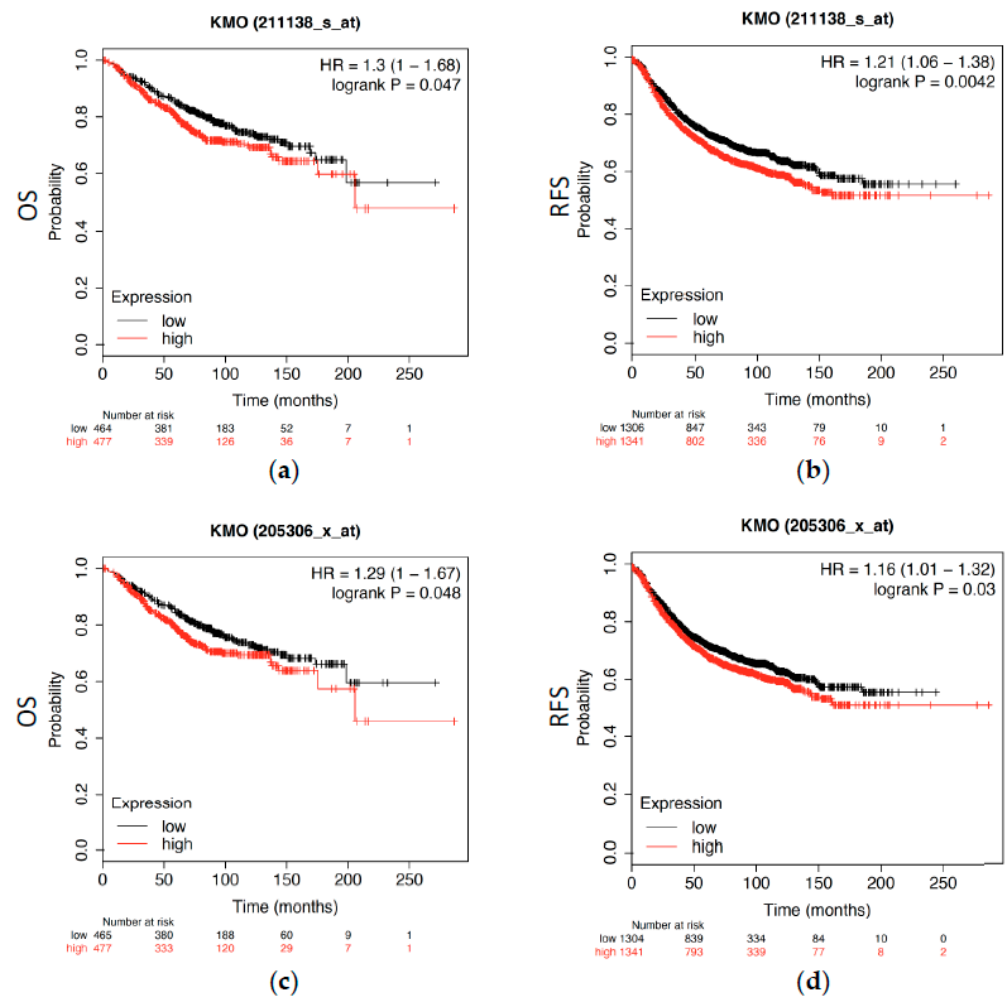 KMO (211138_s_at)
HR = 1.3 (1 – 1.68)
logrank P = 0.047
OS
Probability
1.0
0.8
0.6
0.4
0.2
0.0
Expression
low
high
0 50 100 150 200 250
Time (months)
Number at risk
low 464 381 183 52 7 1
high 477 339 126 36 7 1
(a)
KMO (211138_s_at)
HR = 1.21 (1.06 – 1.38)
logrank P = 0.0042
RFS
Probability
1.0
0.8
0.6
0.4
0.2
0.0
Expression
low
high
0 50 100 150 200 250
Time (months)
Number at risk
low 1306 847 343 79 10 1
high 1341 802 336 76 9 2
(b)
KMO (205306_x_at)
HR = 1.29 (1 – 1.67)
logrank P = 0.048
OS
Probability
1.0
0.8
0.6
0.4
0.2
0.0
Expression
low
high
0 50 100 150 200 250
Time (months)
Number at risk
low 465 380 188 60 9 1
high 477 333 120 29 7 1
(c)
KMO (205306_x_at)
HR = 1.16 (1.01 – 1.32)
logrank P = 0.03
RFS
Probability
1.0
0.8
0.6
0.4
0.2
0.0
Expression
low
high
0 50 100 150 200 250
Time (months)
Number at risk
low 1304 839 334 84 10 0
high 1341 793 339 77 8 2
(d)